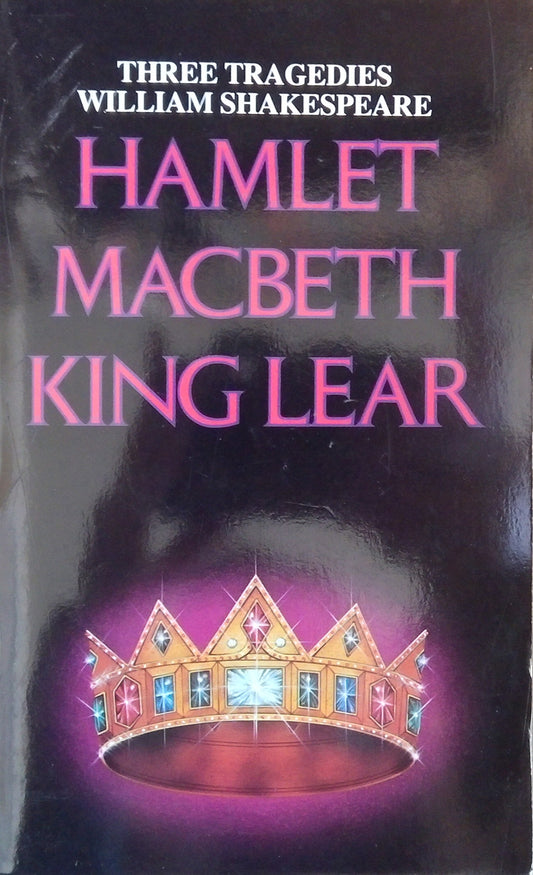 THREE TRAGEDIES
WILLIAM SHAKESPEARE
HAMLET
MACBETH
KING LEAR